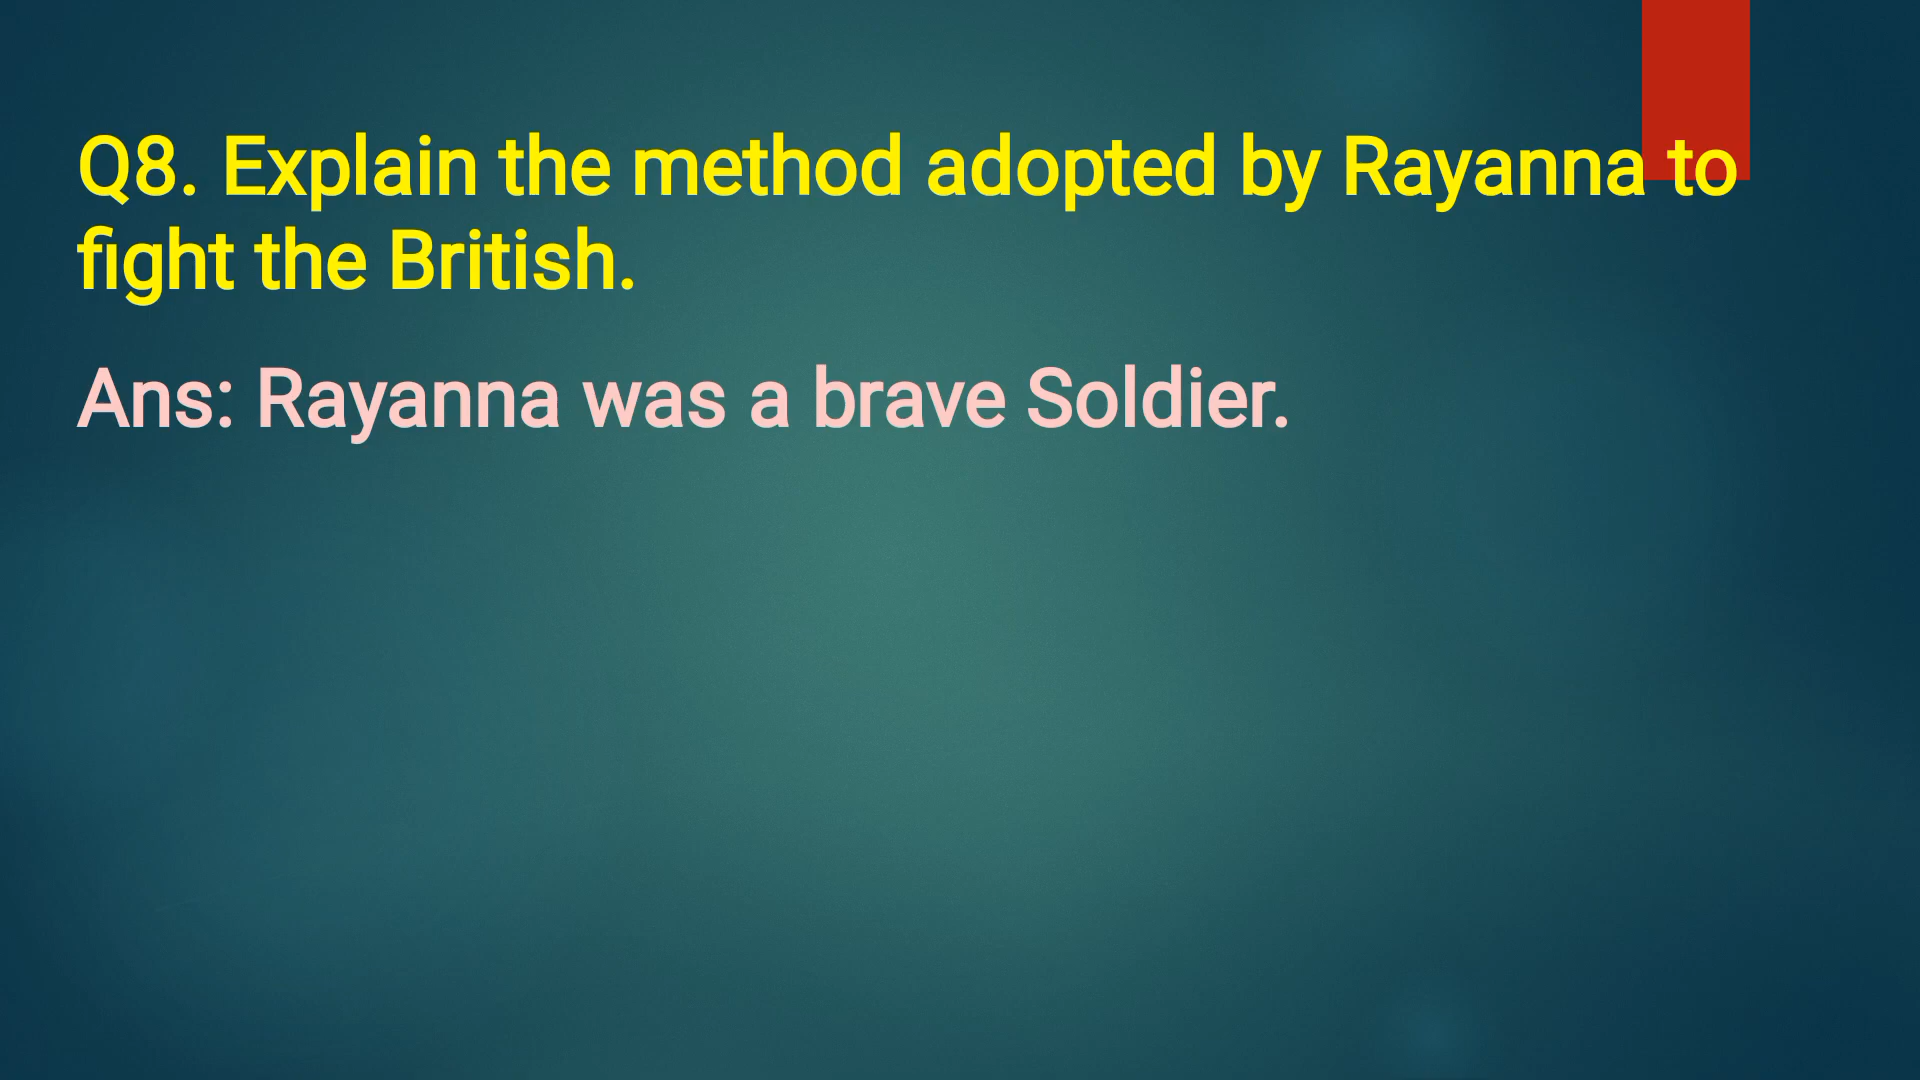 Q8. Explain the method adopted by Rayanna to
fight the British.
Ans: Rayanna was a brave Soldier.